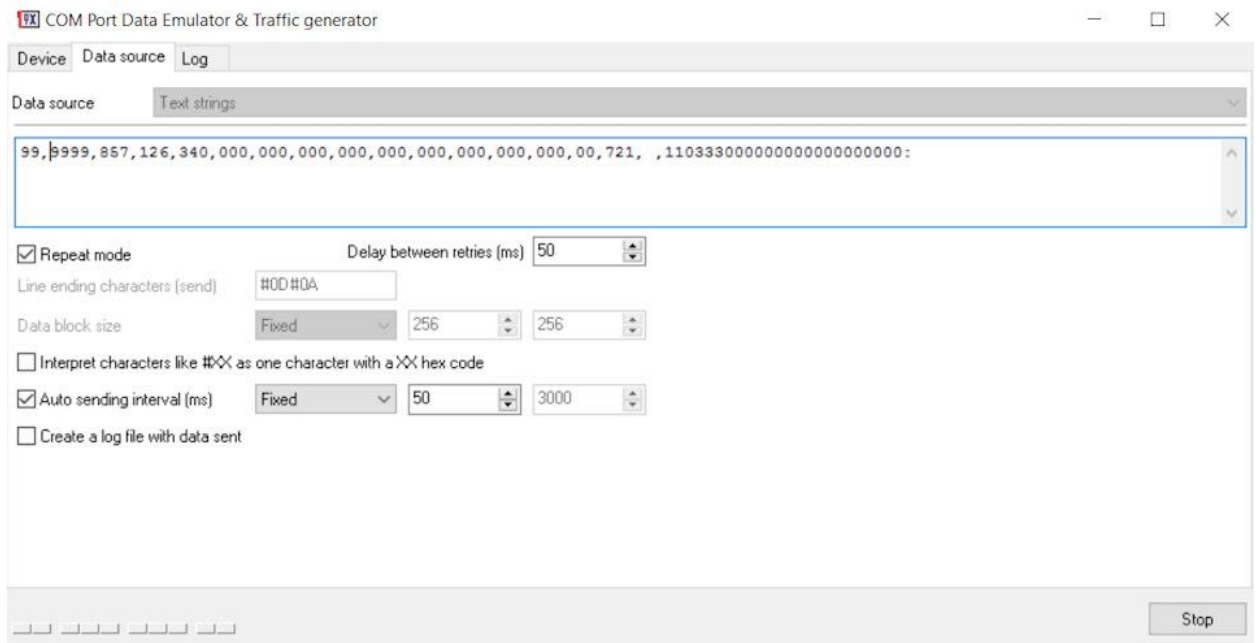 COM Port Data Emulator & Traffic generator
Device Data source Log
Data source Text strings
99,9999,857,126,340,000,000,000,000,000,000,000,000,000,00,721, ,110333000000000000000000:
Repeat mode Delay between retries (ms) 50
Line ending characters (send) #0D#0A
Data block size Fixed 256 256
Interpret characters like #XX as one character with a XX hex code
Auto sending interval (ms) Fixed 50 3000
Create a log file with data sent
Stop